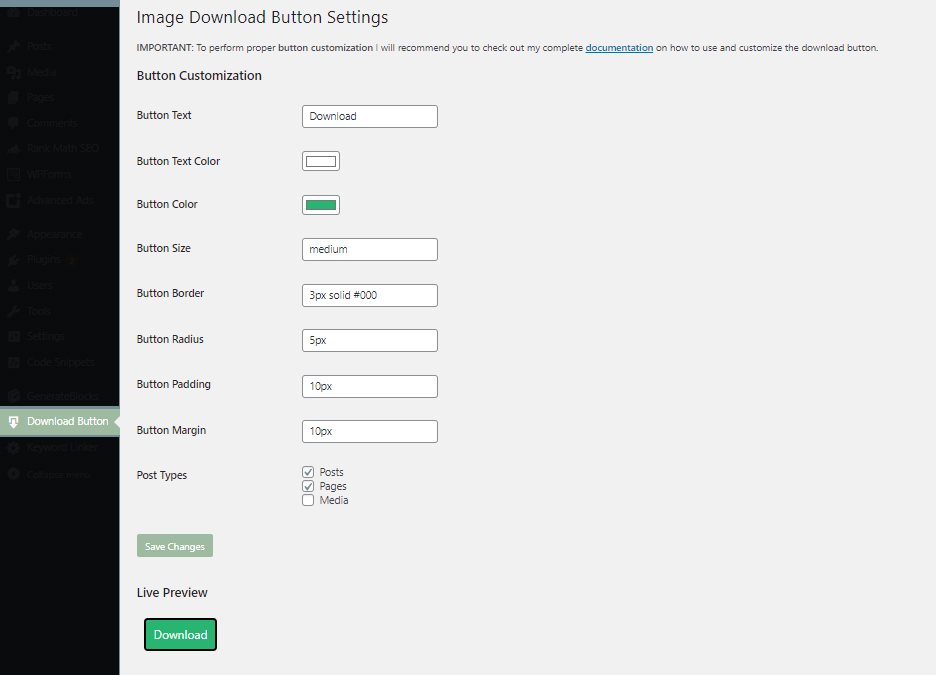 Dashboard
Posts
Media
Pages
Comments
Rank Math SEO
WPForms
Advanced Ads
Appearance
Plugins
Users
Tools
Settings
Code Snippets
GenerateBlocks
Download Button
Keyword Linker
Collapse menu
Image Download Button Settings
IMPORTANT: To perform proper button customization I will recommend you to check out my complete documentation on how to use and customize the download button.
Button Customization
Button Text
Download
Button Text Color
Button Color
Button Size
medium
Button Border
3px solid #000
Button Radius
5px
Button Padding
10px
Button Margin
10px
Post Types
Posts
Pages
Media
Save Changes
Live Preview
Download